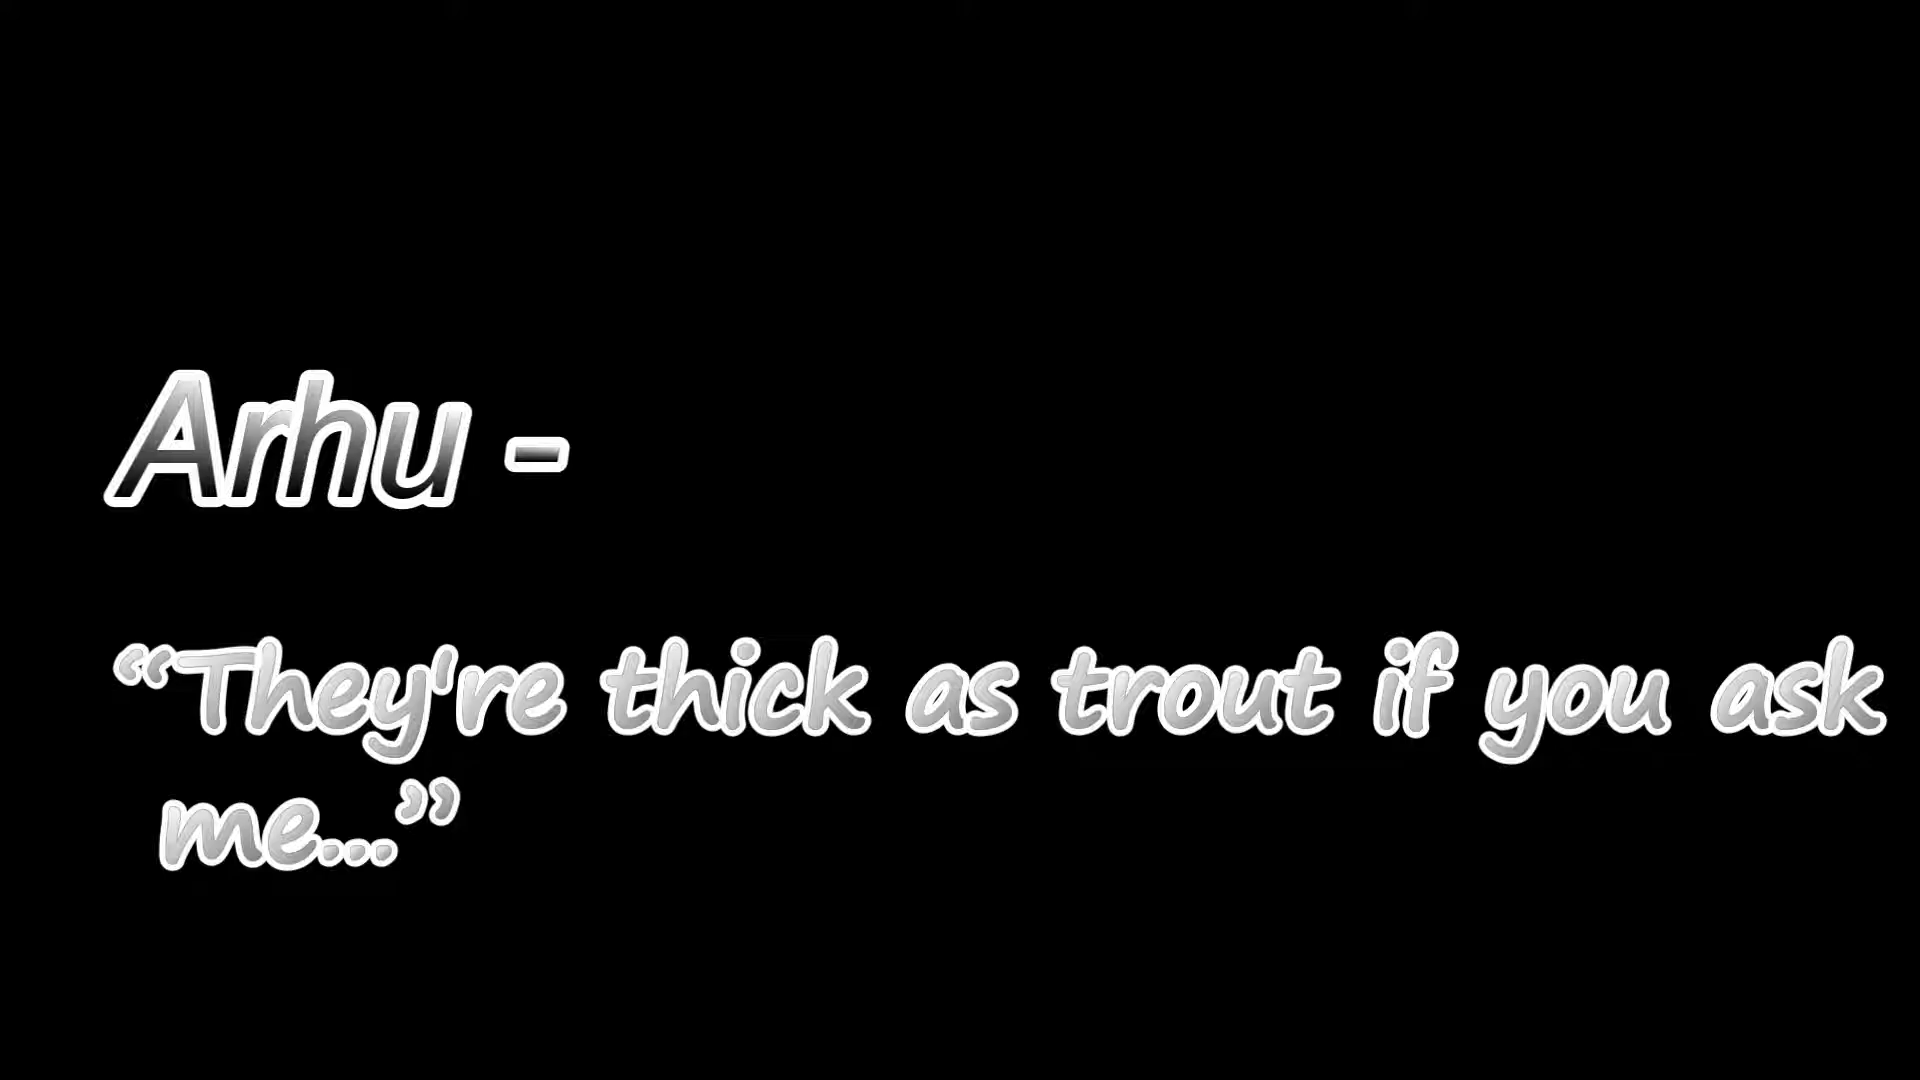 Arhu -
“They're thick as trout if you ask
me...”